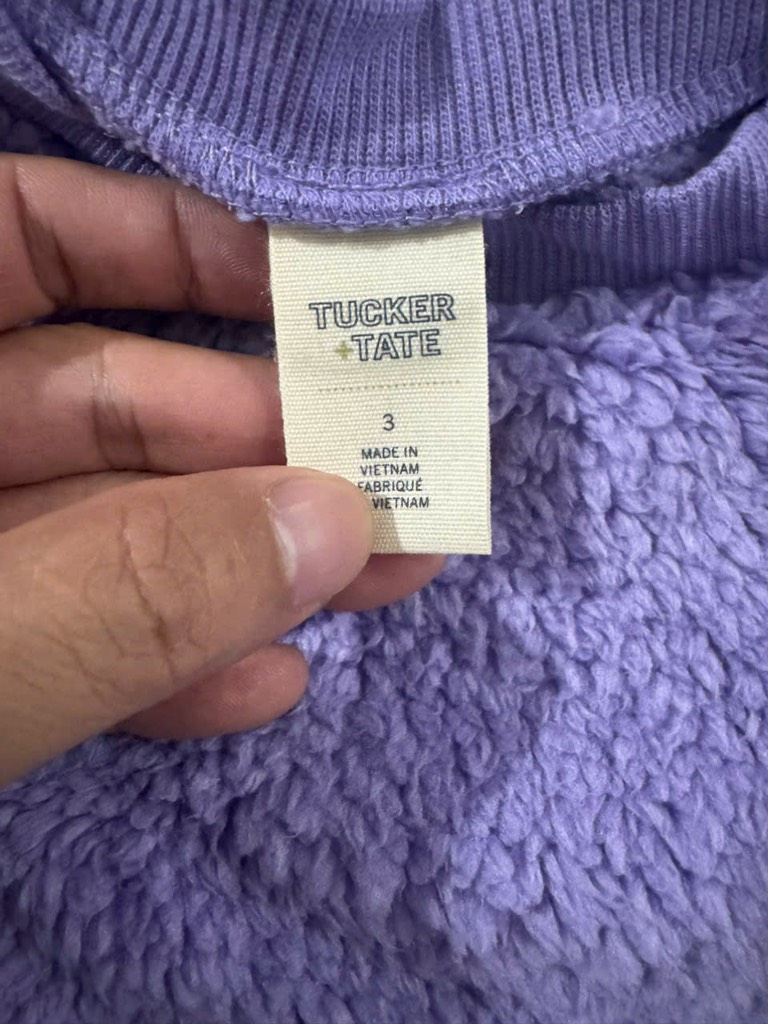 TUCKER
+TATE
3
MADE IN
VIETNAM
FABRIQUÉ
VIETNAM